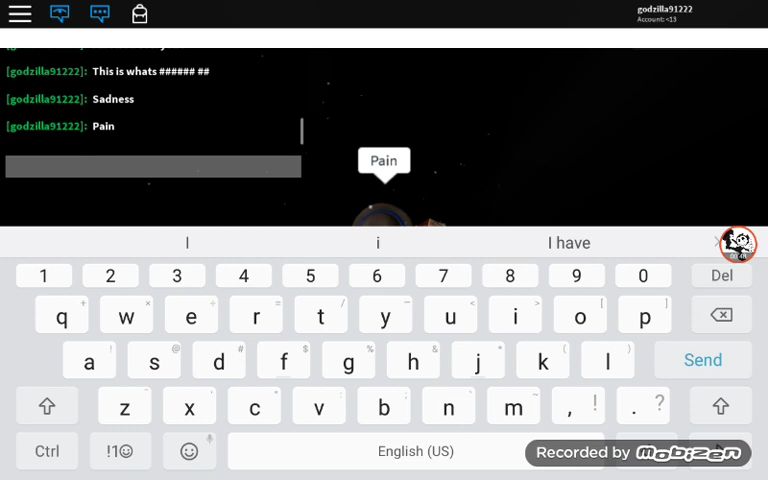 godzilla91222
Account: <13
[godzilla91222]: This is whats ###### ##
[godzilla91222]: Sadness
[godzilla91222]: Pain
Pain
I i I have
1 2 3 4 5 6 7 8 9 0 Del
q w e r t y u i o p
a s d f g h j k l Send
z x c v b n m , ! . ?
Ctrl !1☺ English (US)
Recorded by Mobizen